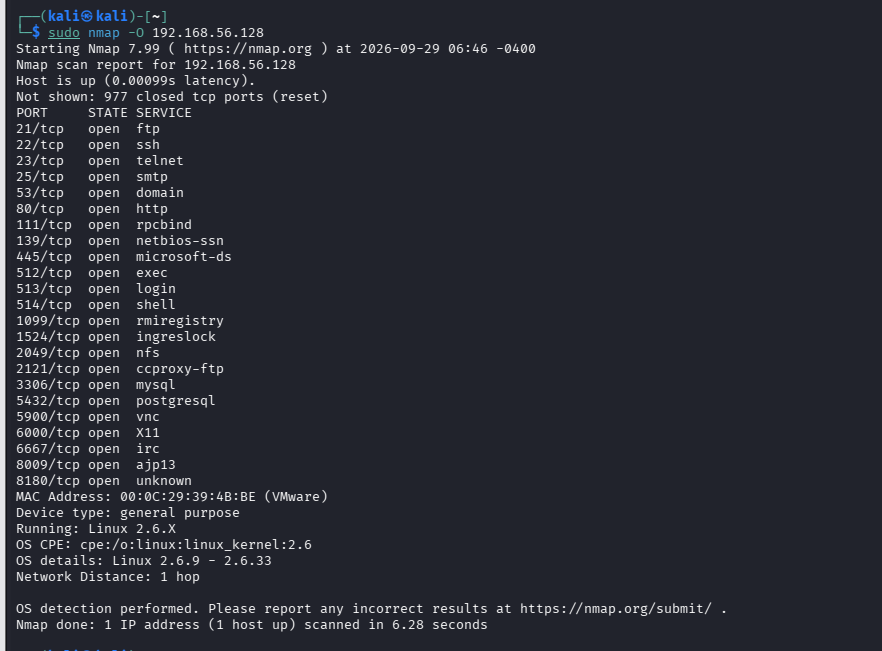 ┌──(kali㉿kali)-[~]
└─$ sudo nmap -O 192.168.56.128
Starting Nmap 7.99 ( https://nmap.org ) at 2026-09-29 06:46 -0400
Nmap scan report for 192.168.56.128
Host is up (0.00099s latency).
Not shown: 977 closed tcp ports (reset)
PORT     STATE SERVICE
21/tcp   open  ftp
22/tcp   open  ssh
23/tcp   open  telnet
25/tcp   open  smtp
53/tcp   open  domain
80/tcp   open  http
111/tcp  open  rpcbind
139/tcp  open  netbios-ssn
445/tcp  open  microsoft-ds
512/tcp  open  exec
513/tcp  open  login
514/tcp  open  shell
1099/tcp open  rmiregistry
1524/tcp open  ingreslock
2049/tcp open  nfs
2121/tcp open  ccproxy-ftp
3306/tcp open  mysql
5432/tcp open  postgresql
5900/tcp open  vnc
6000/tcp open  X11
6667/tcp open  irc
8009/tcp open  ajp13
8180/tcp open  unknown
MAC Address: 00:0C:29:39:4B:BE (VMware)
Device type: general purpose
Running: Linux 2.6.X
OS CPE: cpe:/o:linux:linux_kernel:2.6
OS details: Linux 2.6.9 - 2.6.33
Network Distance: 1 hop

OS detection performed. Please report any incorrect results at https://nmap.org/submit/ .
Nmap done: 1 IP address (1 host up) scanned in 6.28 seconds